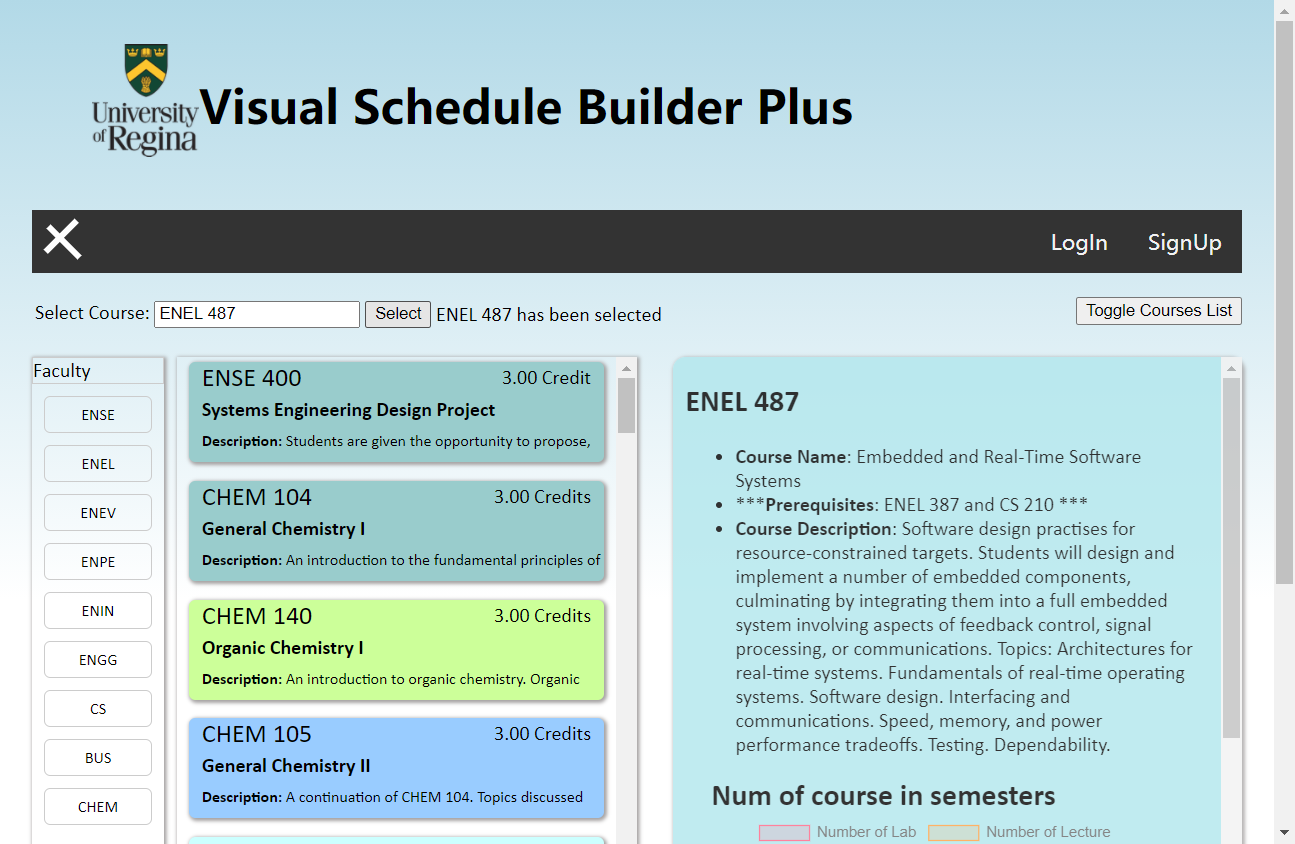 University
of Regina
Visual Schedule Builder Plus
LogIn SignUp
Select Course: ENEL 487 Select ENEL 487 has been selected Toggle Courses List
Faculty
ENSE
ENEL
ENEV
ENPE
ENIN
ENGG
CS
BUS
CHEM
ENSE 400 3.00 Credit
Systems Engineering Design Project
Description: Students are given the opportunity to propose,
CHEM 104 3.00 Credits
General Chemistry I
Description: An introduction to the fundamental principles of
CHEM 140 3.00 Credits
Organic Chemistry I
Description: An introduction to organic chemistry. Organic
CHEM 105 3.00 Credits
General Chemistry II
Description: A continuation of CHEM 104. Topics discussed
ENEL 487
• Course Name: Embedded and Real-Time Software
Systems
• ***Prerequisites: ENEL 387 and CS 210 ***
• Course Description: Software design practises for
resource-constrained targets. Students will design and
implement a number of embedded components,
culminating by integrating them into a full embedded
system involving aspects of feedback control, signal
processing, or communications. Topics: Architectures for
real-time systems. Fundamentals of real-time operating
systems. Software design. Interfacing and
communications. Speed, memory, and power
performance tradeoffs. Testing. Dependability.
Num of course in semesters
Number of Lab Number of Lecture